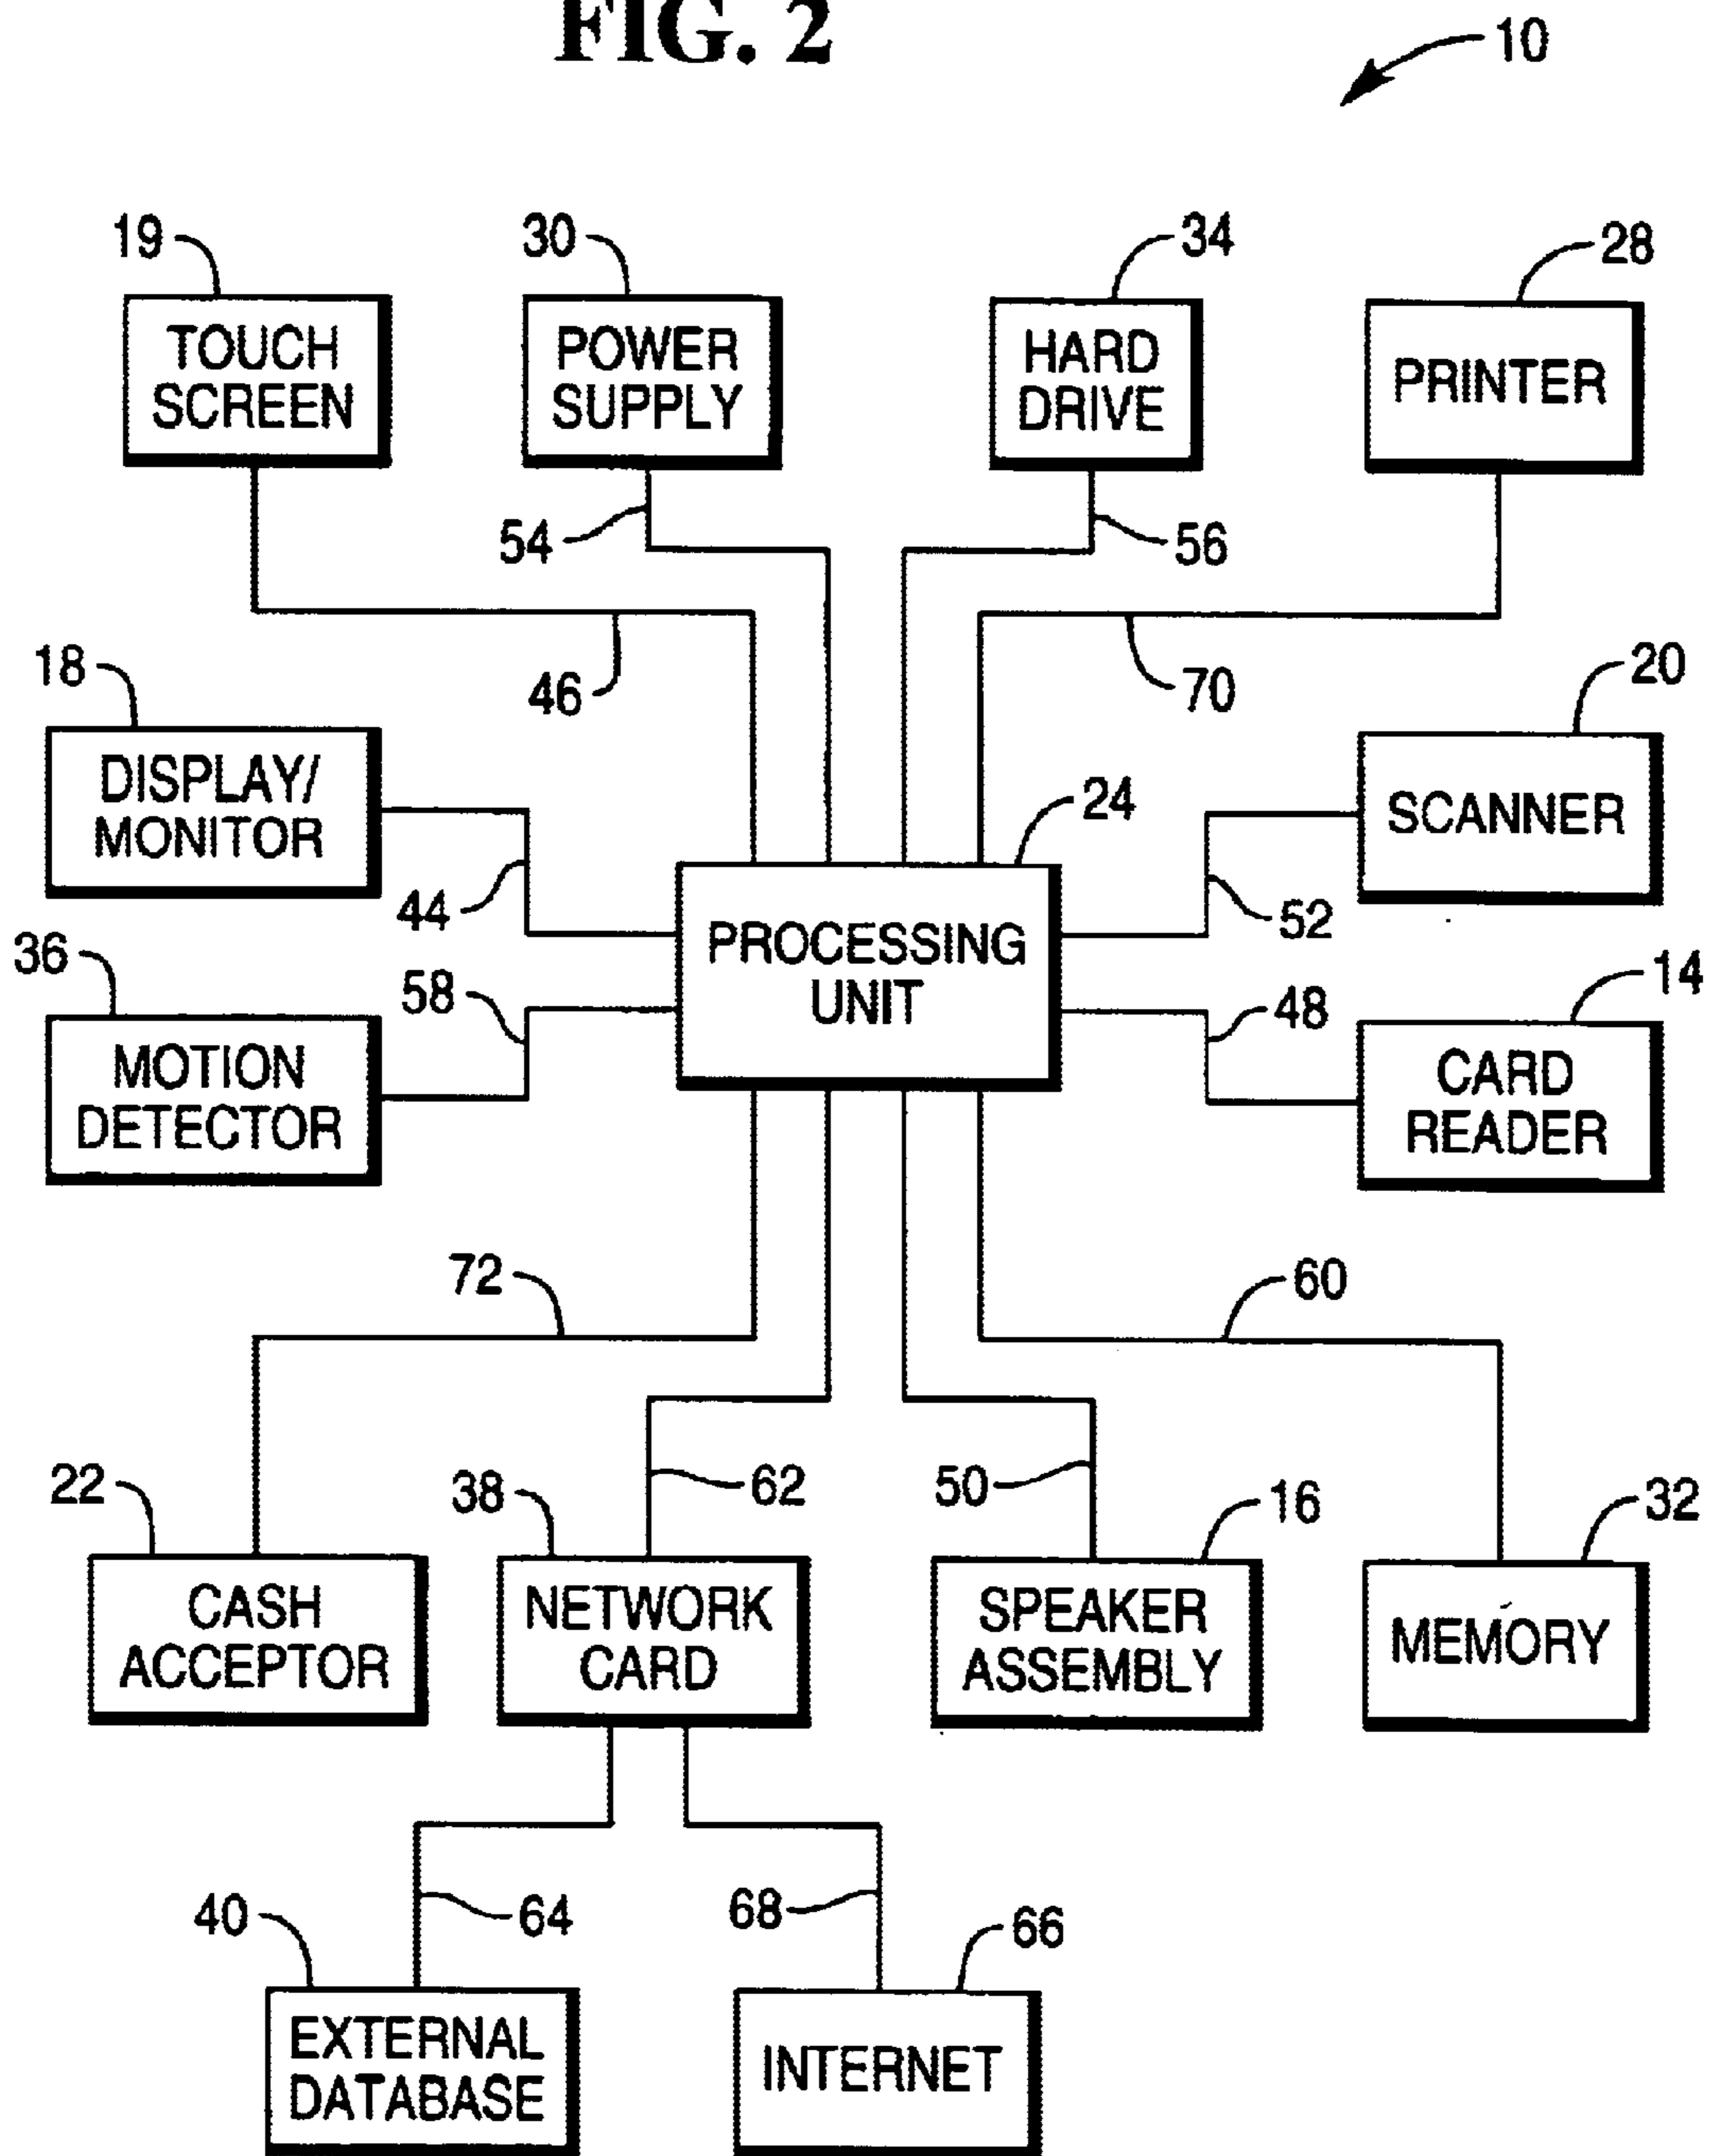 FIG. 2
10
19
30
34
28
TOUCH
SCREEN
POWER
SUPPLY
HARD
DRIVE
PRINTER
54
56
46
70
18
20
DISPLAY/
MONITOR
24
SCANNER
44
52
PROCESSING
UNIT
36
58
48
14
MOTION
DETECTOR
CARD
READER
72
60
22
38
62
50
16
32
CASH
ACCEPTOR
NETWORK
CARD
SPEAKER
ASSEMBLY
MEMORY
40
64
68
66
EXTERNAL
DATABASE
INTERNET